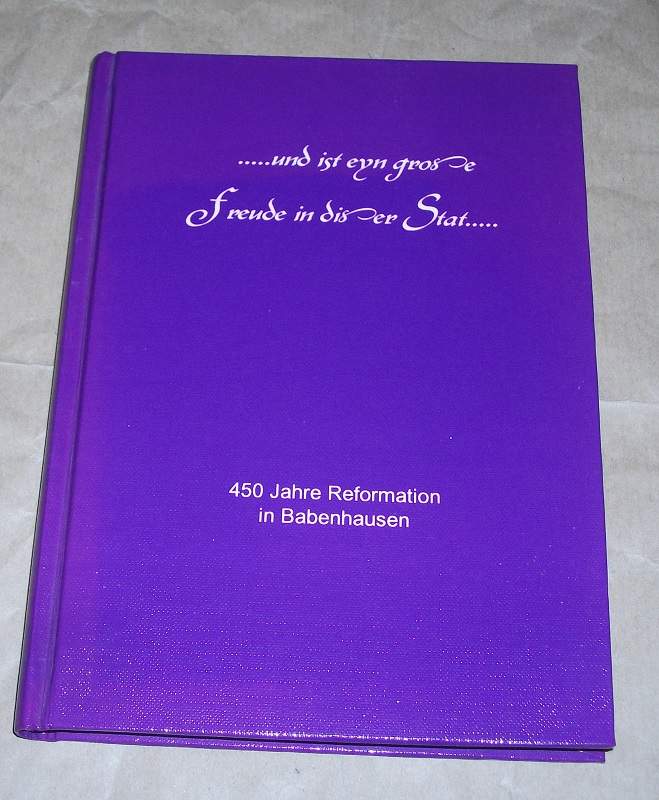 .....und ist eyn grosse
Freude in disser Stat.....
450 Jahre Reformation
in Babenhausen